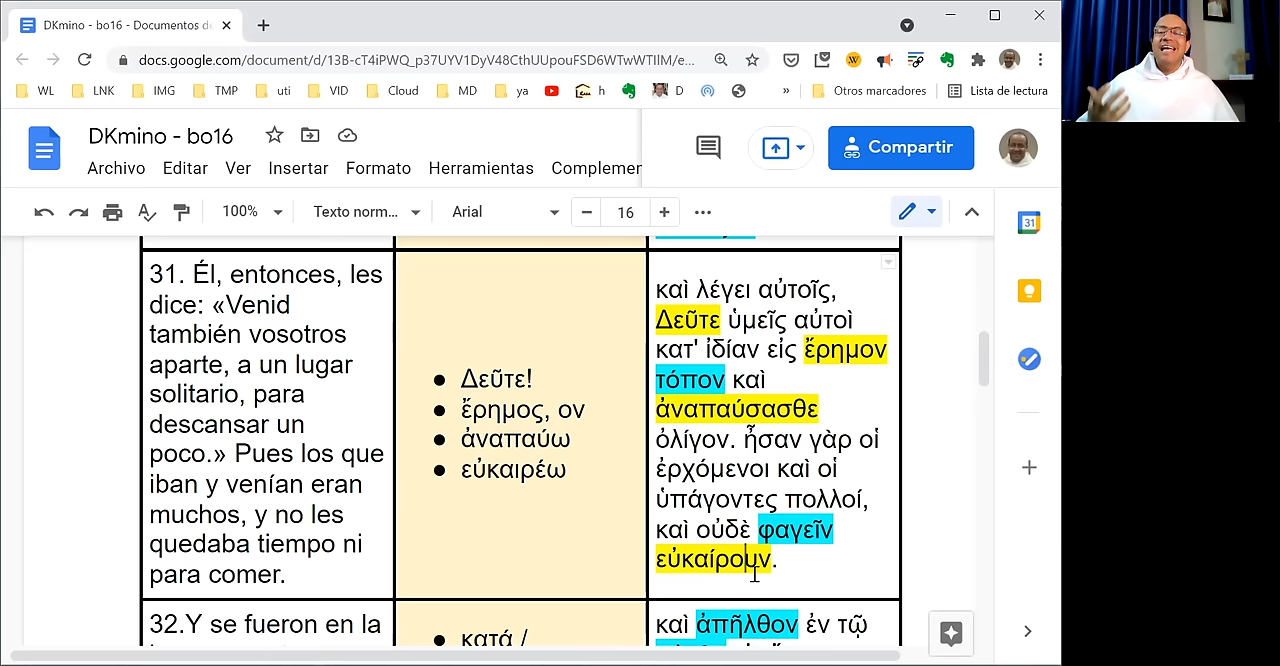 DKmino - bo16 - Documentos d
docs.google.com/document/d/13B-cT4iPWQ_p37UYV1DyV48CthUUpouFSD6WTwWTIlM/e...
WL LNK IMG TMP uti VID Cloud MD ya h D » Otros marcadores Lista de lectura
DKmino - bo16
Archivo Editar Ver Insertar Formato Herramientas Complemen
Compartir
100% Texto norm... Arial 16
31
31. Él, entonces, les
dice: «Venid
también vosotros
aparte, a un lugar
solitario, para
descansar un
poco.» Pues los que
iban y venían eran
muchos, y no les
quedaba tiempo ni
para comer.
● Δεῦτε!
● ἔρημος, ον
● ἀναπαύω
● εὐκαιρέω
καὶ λέγει αὐτοῖς,
Δεῦτε ὑμεῖς αὐτοὶ
κατ' ἰδίαν εἰς ἔρημον
τόπον καὶ
ἀναπαύσασθε
ὀλίγον. ἦσαν γὰρ οἱ
ἐρχόμενοι καὶ οἱ
ὑπάγοντες πολλοί,
καὶ οὐδὲ φαγεῖν
εὐκαίρουν.
32.Y se fueron en la
● κατά /
καὶ ἀπῆλθον ἐν τῷ